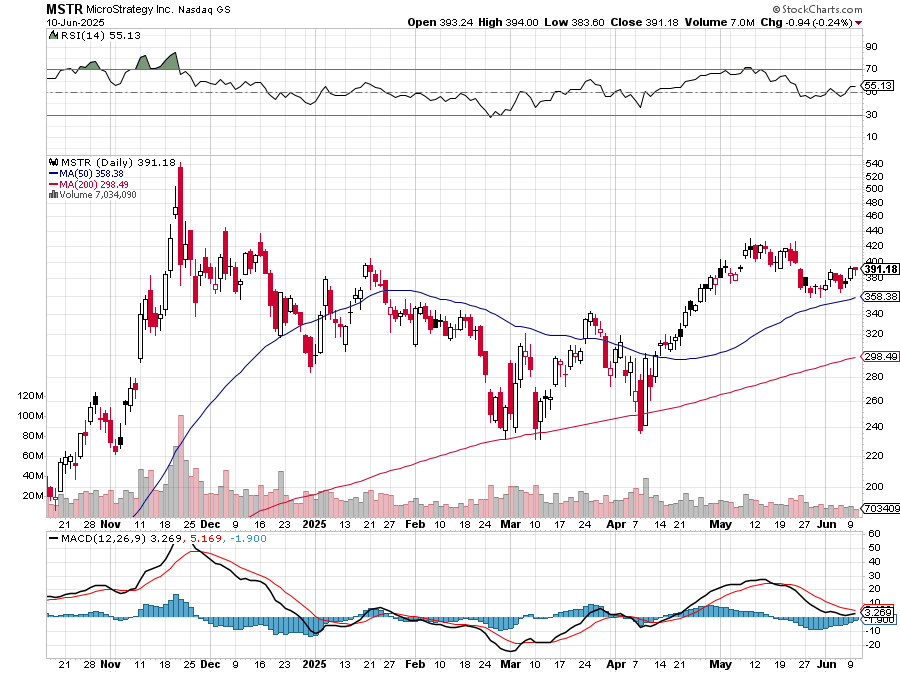 MSTR MicroStrategy Inc. Nasdaq GS
© StockCharts.com
10-Jun-2025
Open 393.24 High 394.00 Low 383.60 Close 391.18 Volume 7.0M Chg -0.94 (-0.24%)
RSI(14) 55.13
90
70
55.13
50
30
10
MSTR (Daily) 391.18
MA(50) 358.38
MA(200) 298.49
Volume 7,034,090
540
520
500
480
460
440
420
400
391.18
380
358.38
340
320
298.49
280
260
240
220
200
703409
120M
100M
80M
60M
40M
20M
21 28 Nov 11 18 25 Dec 9 16 23 2025 13 21 27 Feb 10 18 24 Mar 10 17 24 Apr 7 14 21 May 12 19 27 Jun 9
MACD(12,26,9) 3.269, 5.169, -1.900
60
50
40
30
20
10
3.269
-1.900
-20
21 28 Nov 11 18 25 Dec 9 16 23 2025 13 21 27 Feb 10 18 24 Mar 10 17 24 Apr 7 14 21 May 12 19 27 Jun 9